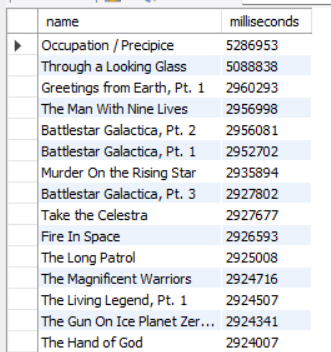 name milliseconds
Occupation / Precipice 5286953
Through a Looking Glass 5088838
Greetings from Earth, Pt. 1 2960293
The Man With Nine Lives 2956998
Battlestar Galactica, Pt. 2 2956081
Battlestar Galactica, Pt. 1 2952702
Murder On the Rising Star 2935894
Battlestar Galactica, Pt. 3 2927802
Take the Celestra 2927677
Fire In Space 2926593
The Long Patrol 2925008
The Magnificent Warriors 2924716
The Living Legend, Pt. 1 2924507
The Gun On Ice Planet Zer... 2924341
The Hand of God 2924007